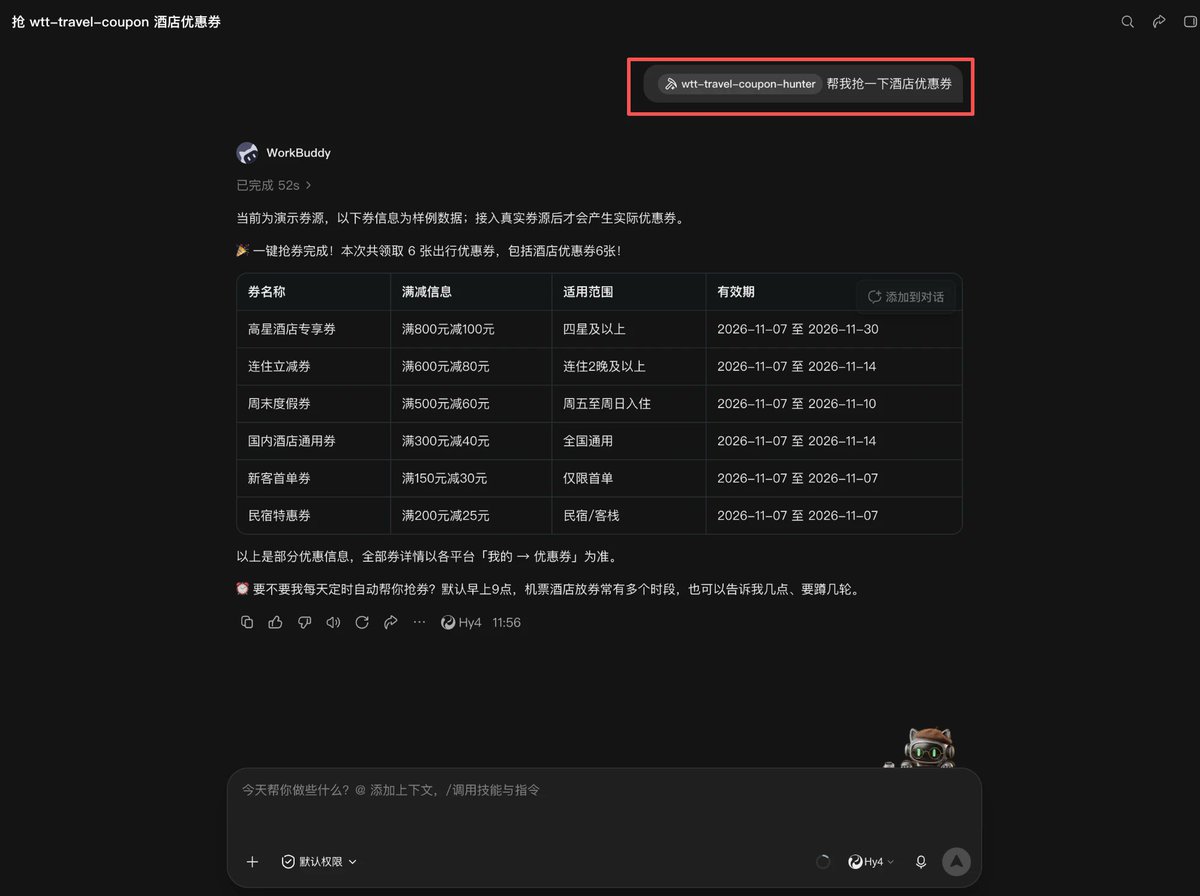 抢 wtt-travel-coupon 酒店优惠券
wtt-travel-coupon-hunter 帮我抢一下酒店优惠券
WorkBuddy
已完成 52s
当前为演示券源，以下券信息为样例数据；接入真实券源后才会产生实际优惠券。
🎉 一键抢券完成！本次共领取 6 张出行优惠券，包括酒店优惠券6张！
券名称 满减信息 适用范围 有效期 添加到对话
高星酒店专享券 满800元减100元 四星及以上 2026-11-07 至 2026-11-30
连住立减券 满600元减80元 连住2晚及以上 2026-11-07 至 2026-11-14
周末度假券 满500元减60元 周五至周日入住 2026-11-07 至 2026-11-10
国内酒店通用券 满300元减40元 全国通用 2026-11-07 至 2026-11-14
新客首单券 满150元减30元 仅限首单 2026-11-07 至 2026-11-07
民宿特惠券 满200元减25元 民宿/客栈 2026-11-07 至 2026-11-07
以上是部分优惠信息，全部券详情以各平台「我的 → 优惠券」为准。
⏰ 要不要我每天定时自动帮你抢券？默认早上9点，机票酒店放券常有多个时段，也可以告诉我几点、要蹲几轮。
Hy4 11:56
今天帮你做些什么？@ 添加上下文，/调用技能与指令
默认权限 Hy4